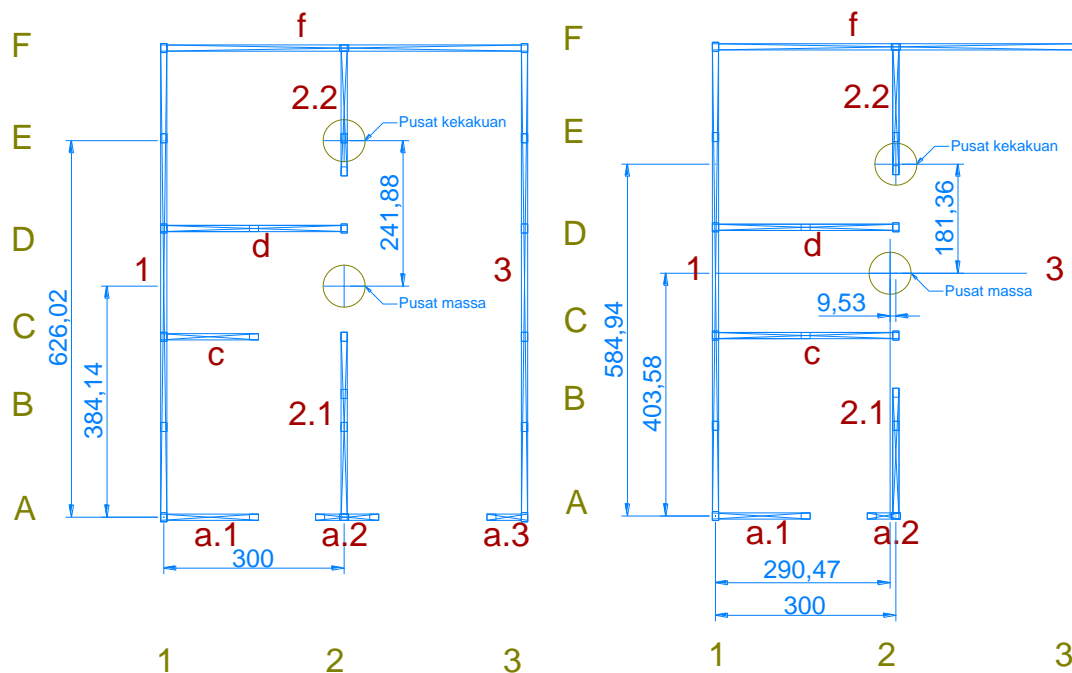 F
E
D
C
B
A
f
2.2
Pusat kekakuan
241,88
d
1
3
Pusat massa
626,02
384,14
c
2.1
a.1
a.2
a.3
300
1
2
3
F
E
D
C
B
A
f
2.2
Pusat kekakuan
181,36
d
1
3
Pusat massa
9,53
584,94
403,58
c
2.1
a.1
a.2
290,47
300
1
2
3